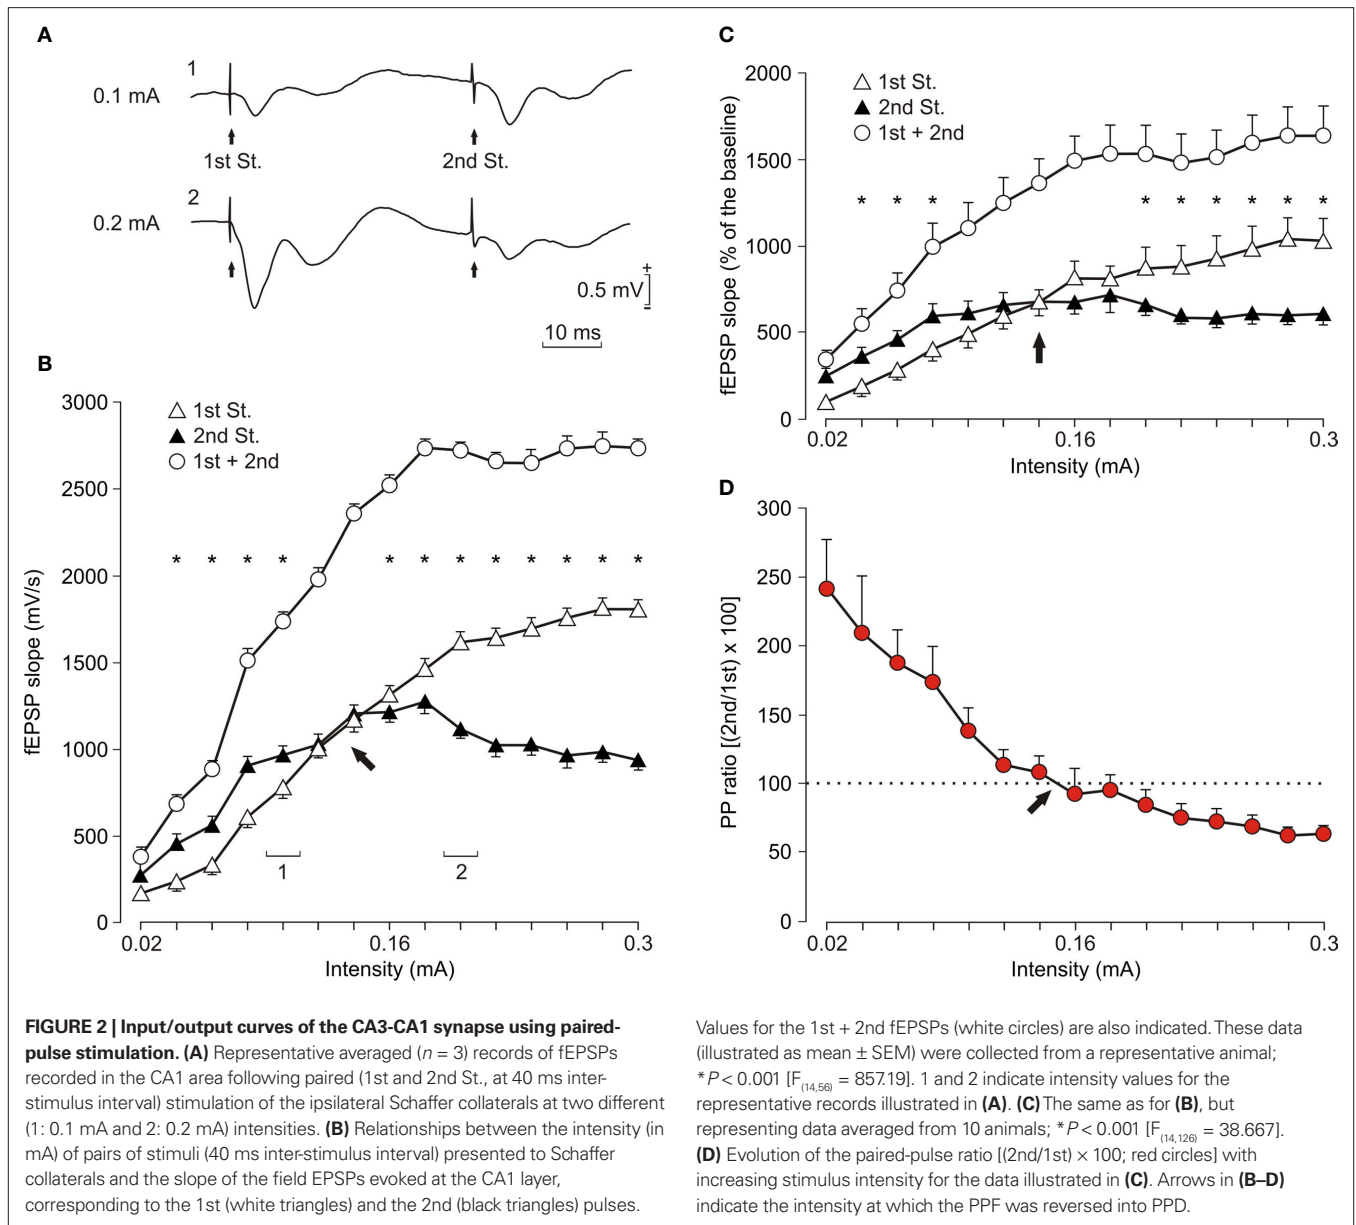 A
1
0.1 mA
1st St.
2nd St.
2
0.2 mA
+
0.5 mV
-
10 ms
B
3000
2500
2000
1500
1000
500
0
fEPSP slope (mV/s)
1st St.
2nd St.
1st + 2nd
* * * * * * * * * * * *
1
2
0.02
0.16
0.3
Intensity (mA)
C
2000
1500
1000
500
0
fEPSP slope (% of the baseline)
1st St.
2nd St.
1st + 2nd
* * * * * * * * *
0.02
0.16
0.3
Intensity (mA)
D
300
250
200
150
100
50
0
PP ratio [(2nd/1st) x 100]
0.02
0.16
0.3
Intensity (mA)
FIGURE 2 | Input/output curves of the CA3-CA1 synapse using paired-
pulse stimulation. (A) Representative averaged (n = 3) records of fEPSPs
recorded in the CA1 area following paired (1st and 2nd St., at 40 ms inter-
stimulus interval) stimulation of the ipsilateral Schaffer collaterals at two different
(1: 0.1 mA and 2: 0.2 mA) intensities. (B) Relationships between the intensity (in
mA) of pairs of stimuli (40 ms inter-stimulus interval) presented to Schaffer
collaterals and the slope of the field EPSPs evoked at the CA1 layer,
corresponding to the 1st (white triangles) and the 2nd (black triangles) pulses.
Values for the 1st + 2nd fEPSPs (white circles) are also indicated. These data
(illustrated as mean ± SEM) were collected from a representative animal;
*P < 0.001 [F(14,56) = 857.19]. 1 and 2 indicate intensity values for the
representative records illustrated in (A). (C) The same as for (B), but
representing data averaged from 10 animals; *P < 0.001 [F(14,126) = 38.667].
(D) Evolution of the paired-pulse ratio [(2nd/1st) × 100; red circles] with
increasing stimulus intensity for the data illustrated in (C). Arrows in (B–D)
indicate the intensity at which the PPF was reversed into PPD.